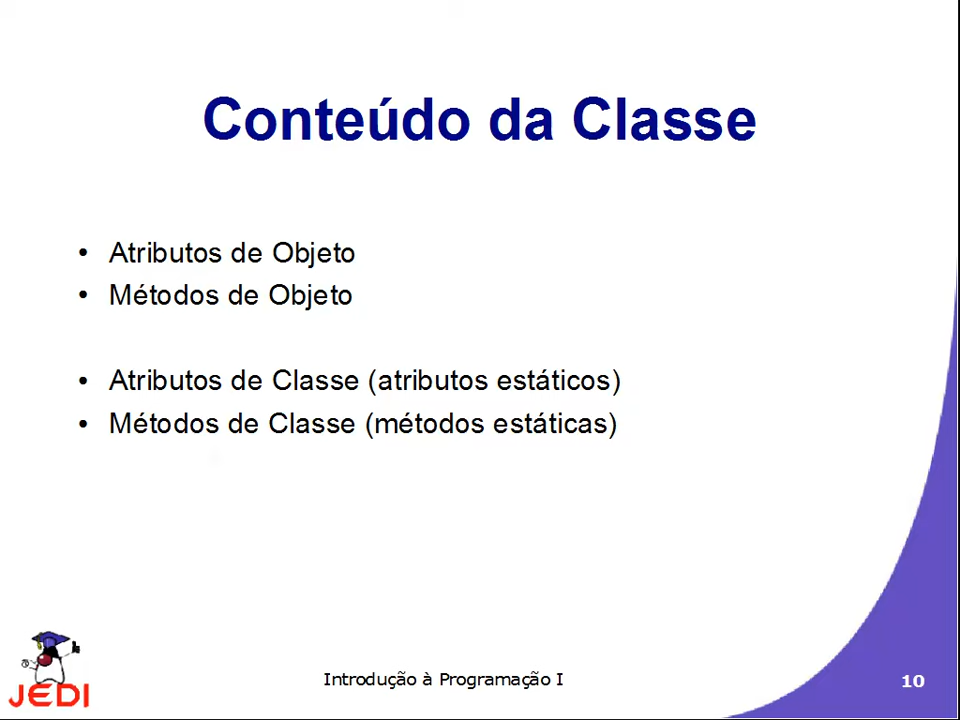 Conteúdo da Classe
• Atributos de Objeto
• Métodos de Objeto
• Atributos de Classe (atributos estáticos)
• Métodos de Classe (métodos estáticas)
JEDI
Introdução à Programação I
10